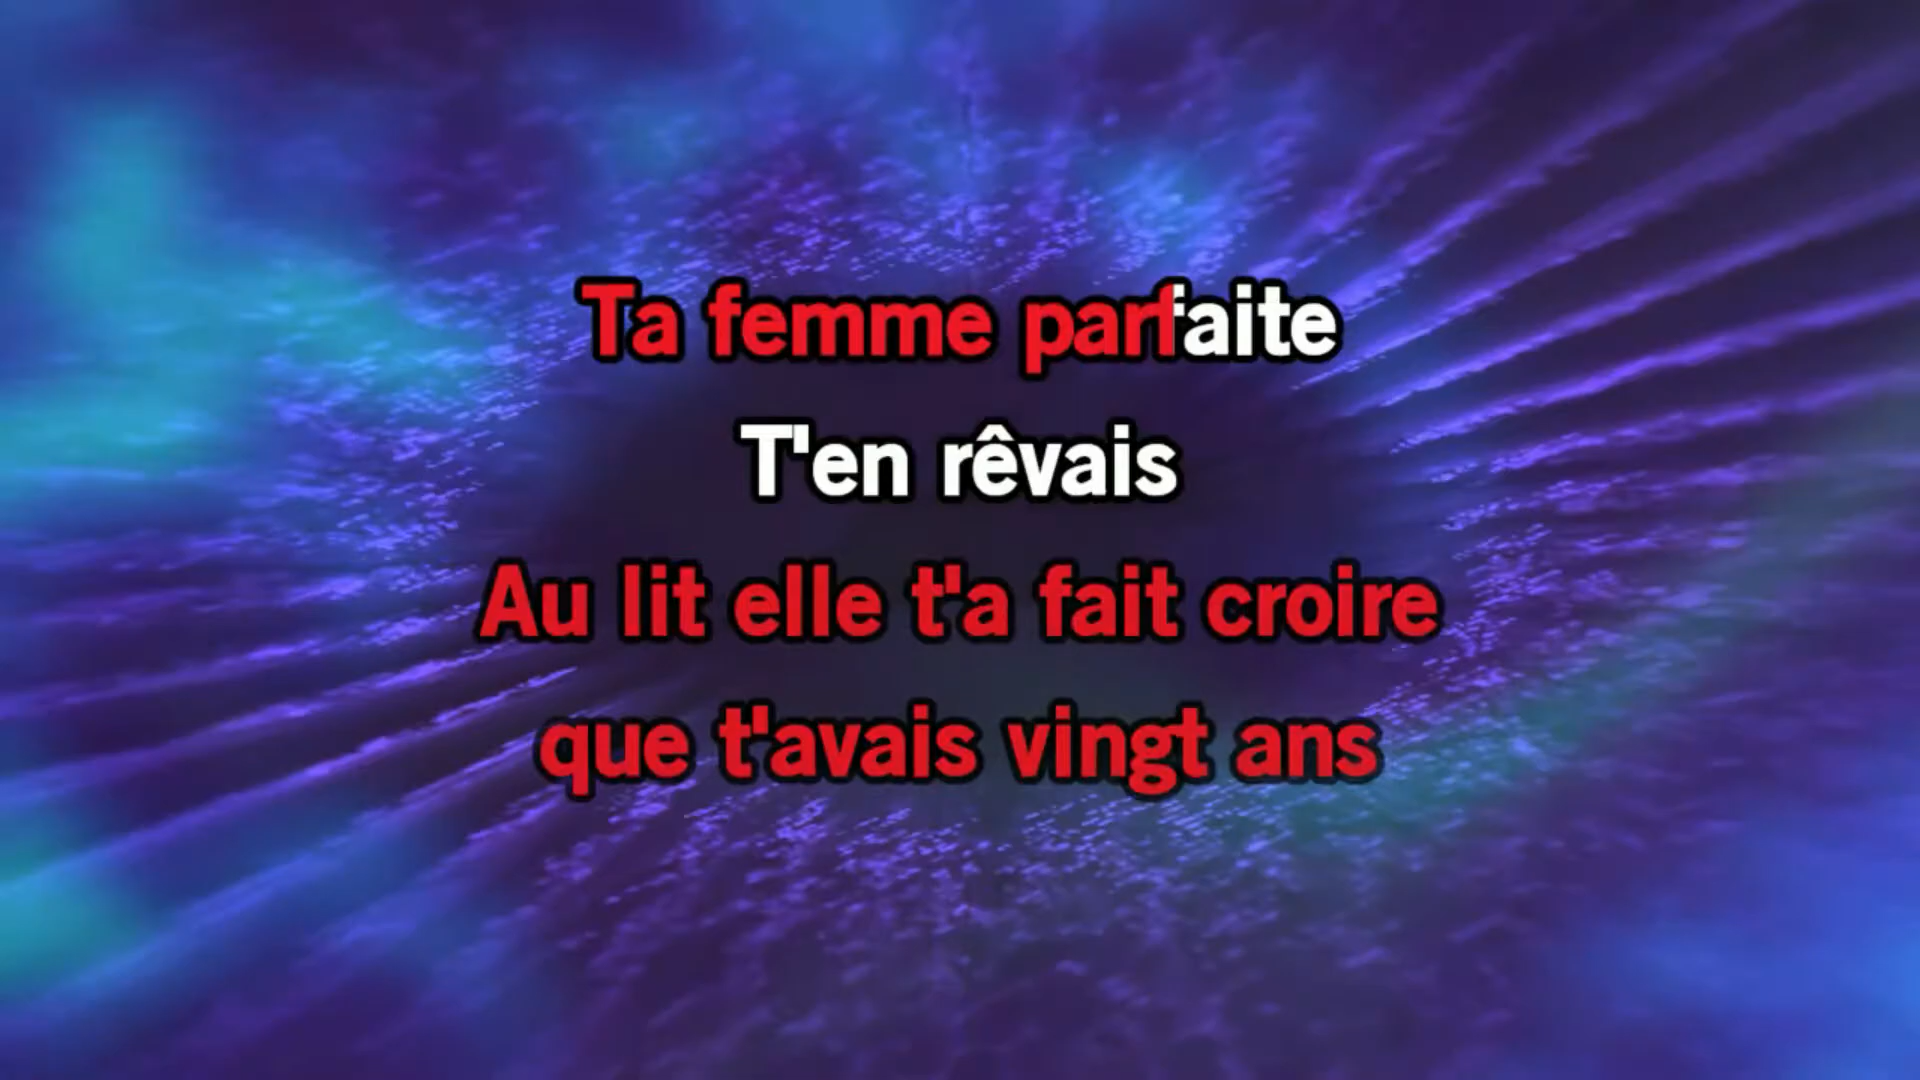 Ta femme parfaite
T'en rêvais
Au lit elle t'a fait croire
que t'avais vingt ans